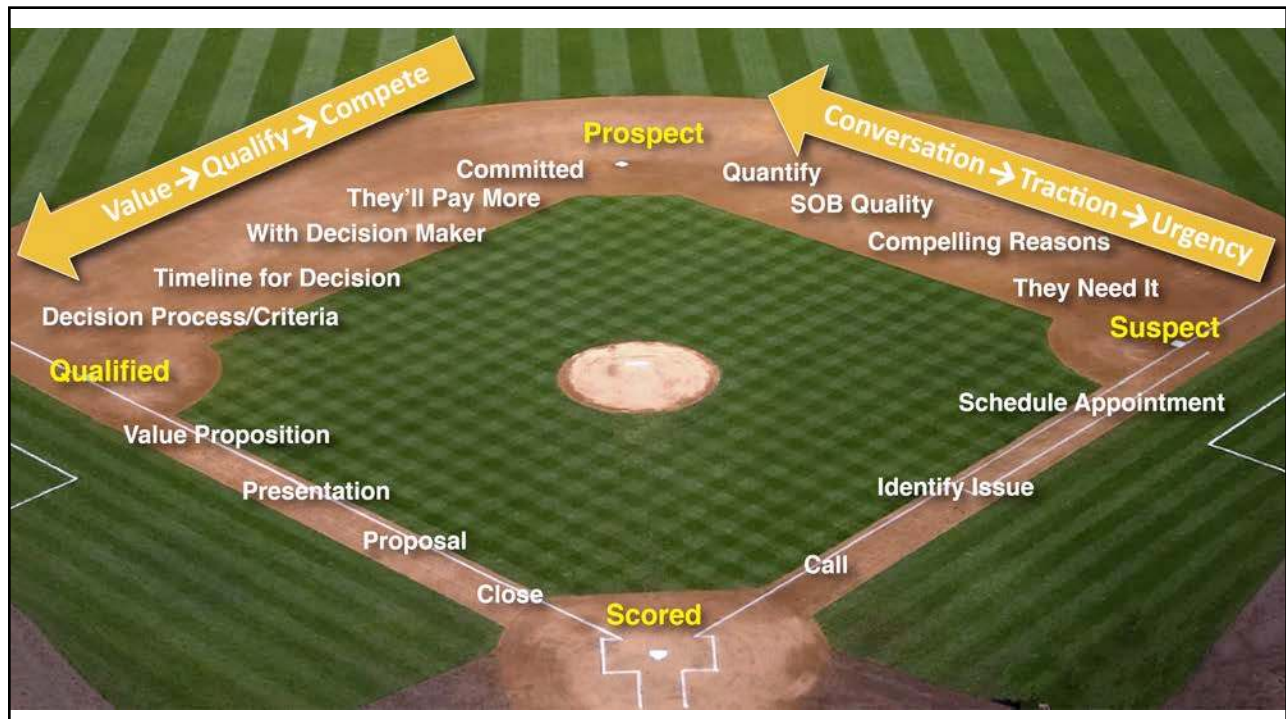 Value → Qualify → Compete
Conversation → Traction → Urgency
Prospect
Committed
Quantify
They'll Pay More
SOB Quality
With Decision Maker
Compelling Reasons
Timeline for Decision
They Need It
Decision Process/Criteria
Suspect
Qualified
Schedule Appointment
Value Proposition
Presentation
Identify Issue
Proposal
Call
Close
Scored